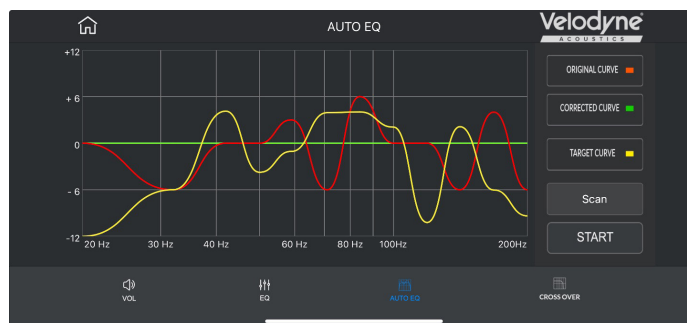 AUTO EQ
Velodyne
ACOUSTICS
+12
+ 6
0
- 6
-12
20 Hz
30 Hz
40 Hz
60 Hz
80 Hz
100Hz
200Hz
ORIGINAL CURVE
CORRECTED CURVE
TARGET CURVE
Scan
START
VOL
EQ
AUTO EQ
CROSS OVER